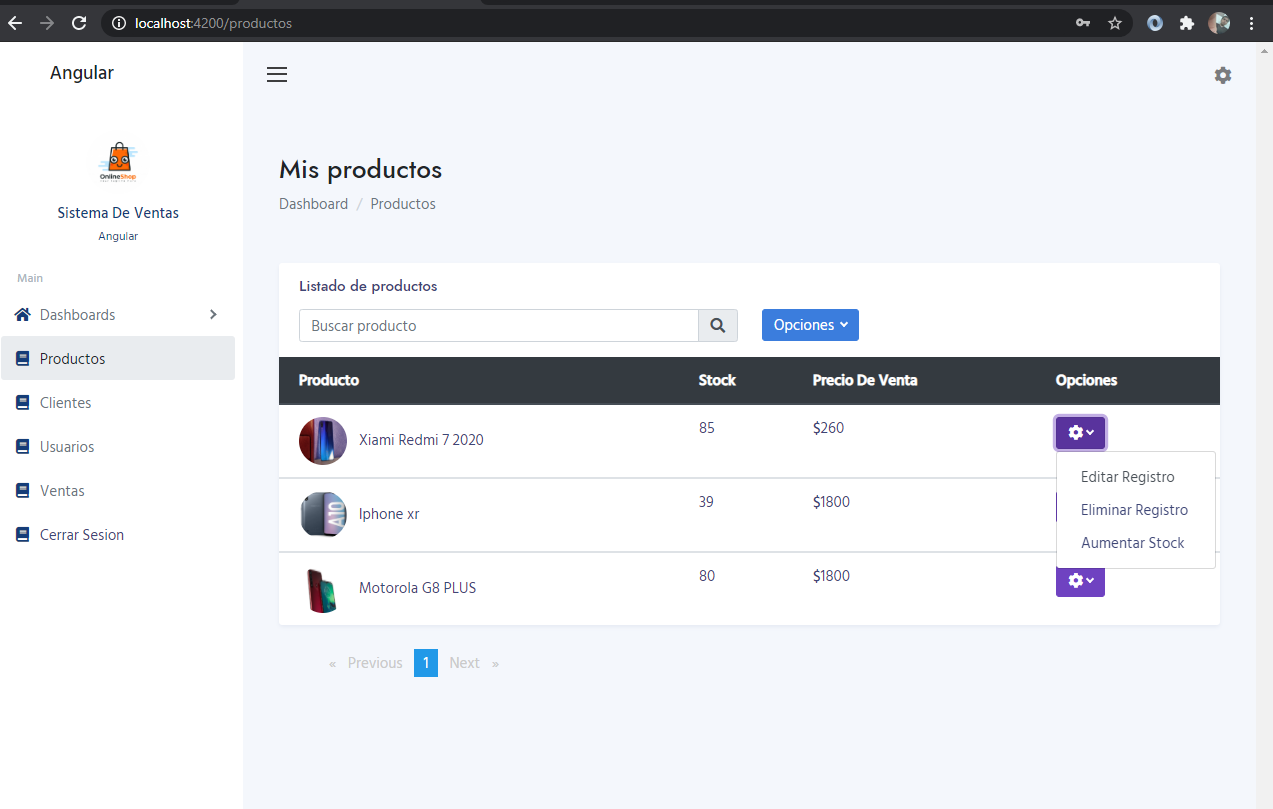 localhost:4200/productos
Angular
OnlineShop
Sistema De Ventas
Angular
Main
Dashboards
Productos
Clientes
Usuarios
Ventas
Cerrar Sesion
Mis productos
Dashboard / Productos
Listado de productos
Buscar producto
Opciones
Producto Stock Precio De Venta Opciones
Xiami Redmi 7 2020 85 $260
Editar Registro
Eliminar Registro
Aumentar Stock
A10
Iphone xr 39 $1800
Motorola G8 PLUS 80 $1800
« Previous 1 Next »